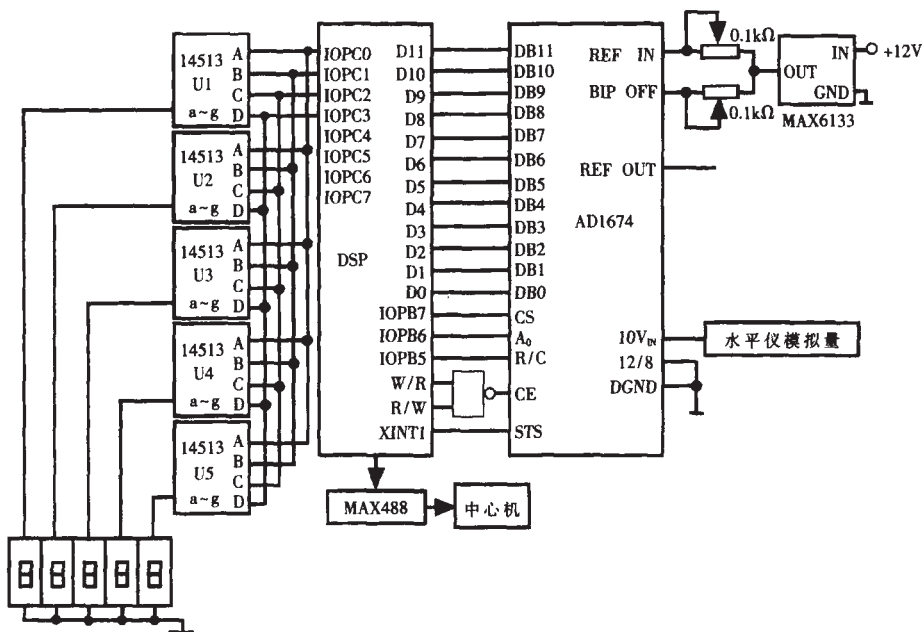 14513
U1
a~g
A
B
C
D
14513
U2
a~g
A
B
C
D
14513
U3
a~g
A
B
C
D
14513
U4
a~g
A
B
C
D
14513
U5
a~g
A
B
C
D
IOPC0
IOPC1
IOPC2
IOPC3
IOPC4
IOPC5
IOPC6
IOPC7
DSP
D11
D10
D9
D8
D7
D6
D5
D4
D3
D2
D1
D0
IOPB7
IOPB6
IOPB5
W/R
R/W
XINT1
DB11
DB10
DB9
DB8
DB7
DB6
DB5
DB4
DB3
DB2
DB1
DB0
CS
A0
R/C
CE
STS
AD1674
REF IN
BIP OFF
REF OUT
10VIN
12/8
DGND
0.1kΩ
0.1kΩ
IN
OUT
GND
MAX6133
+12V
水平仪模拟量
MAX488
中心机